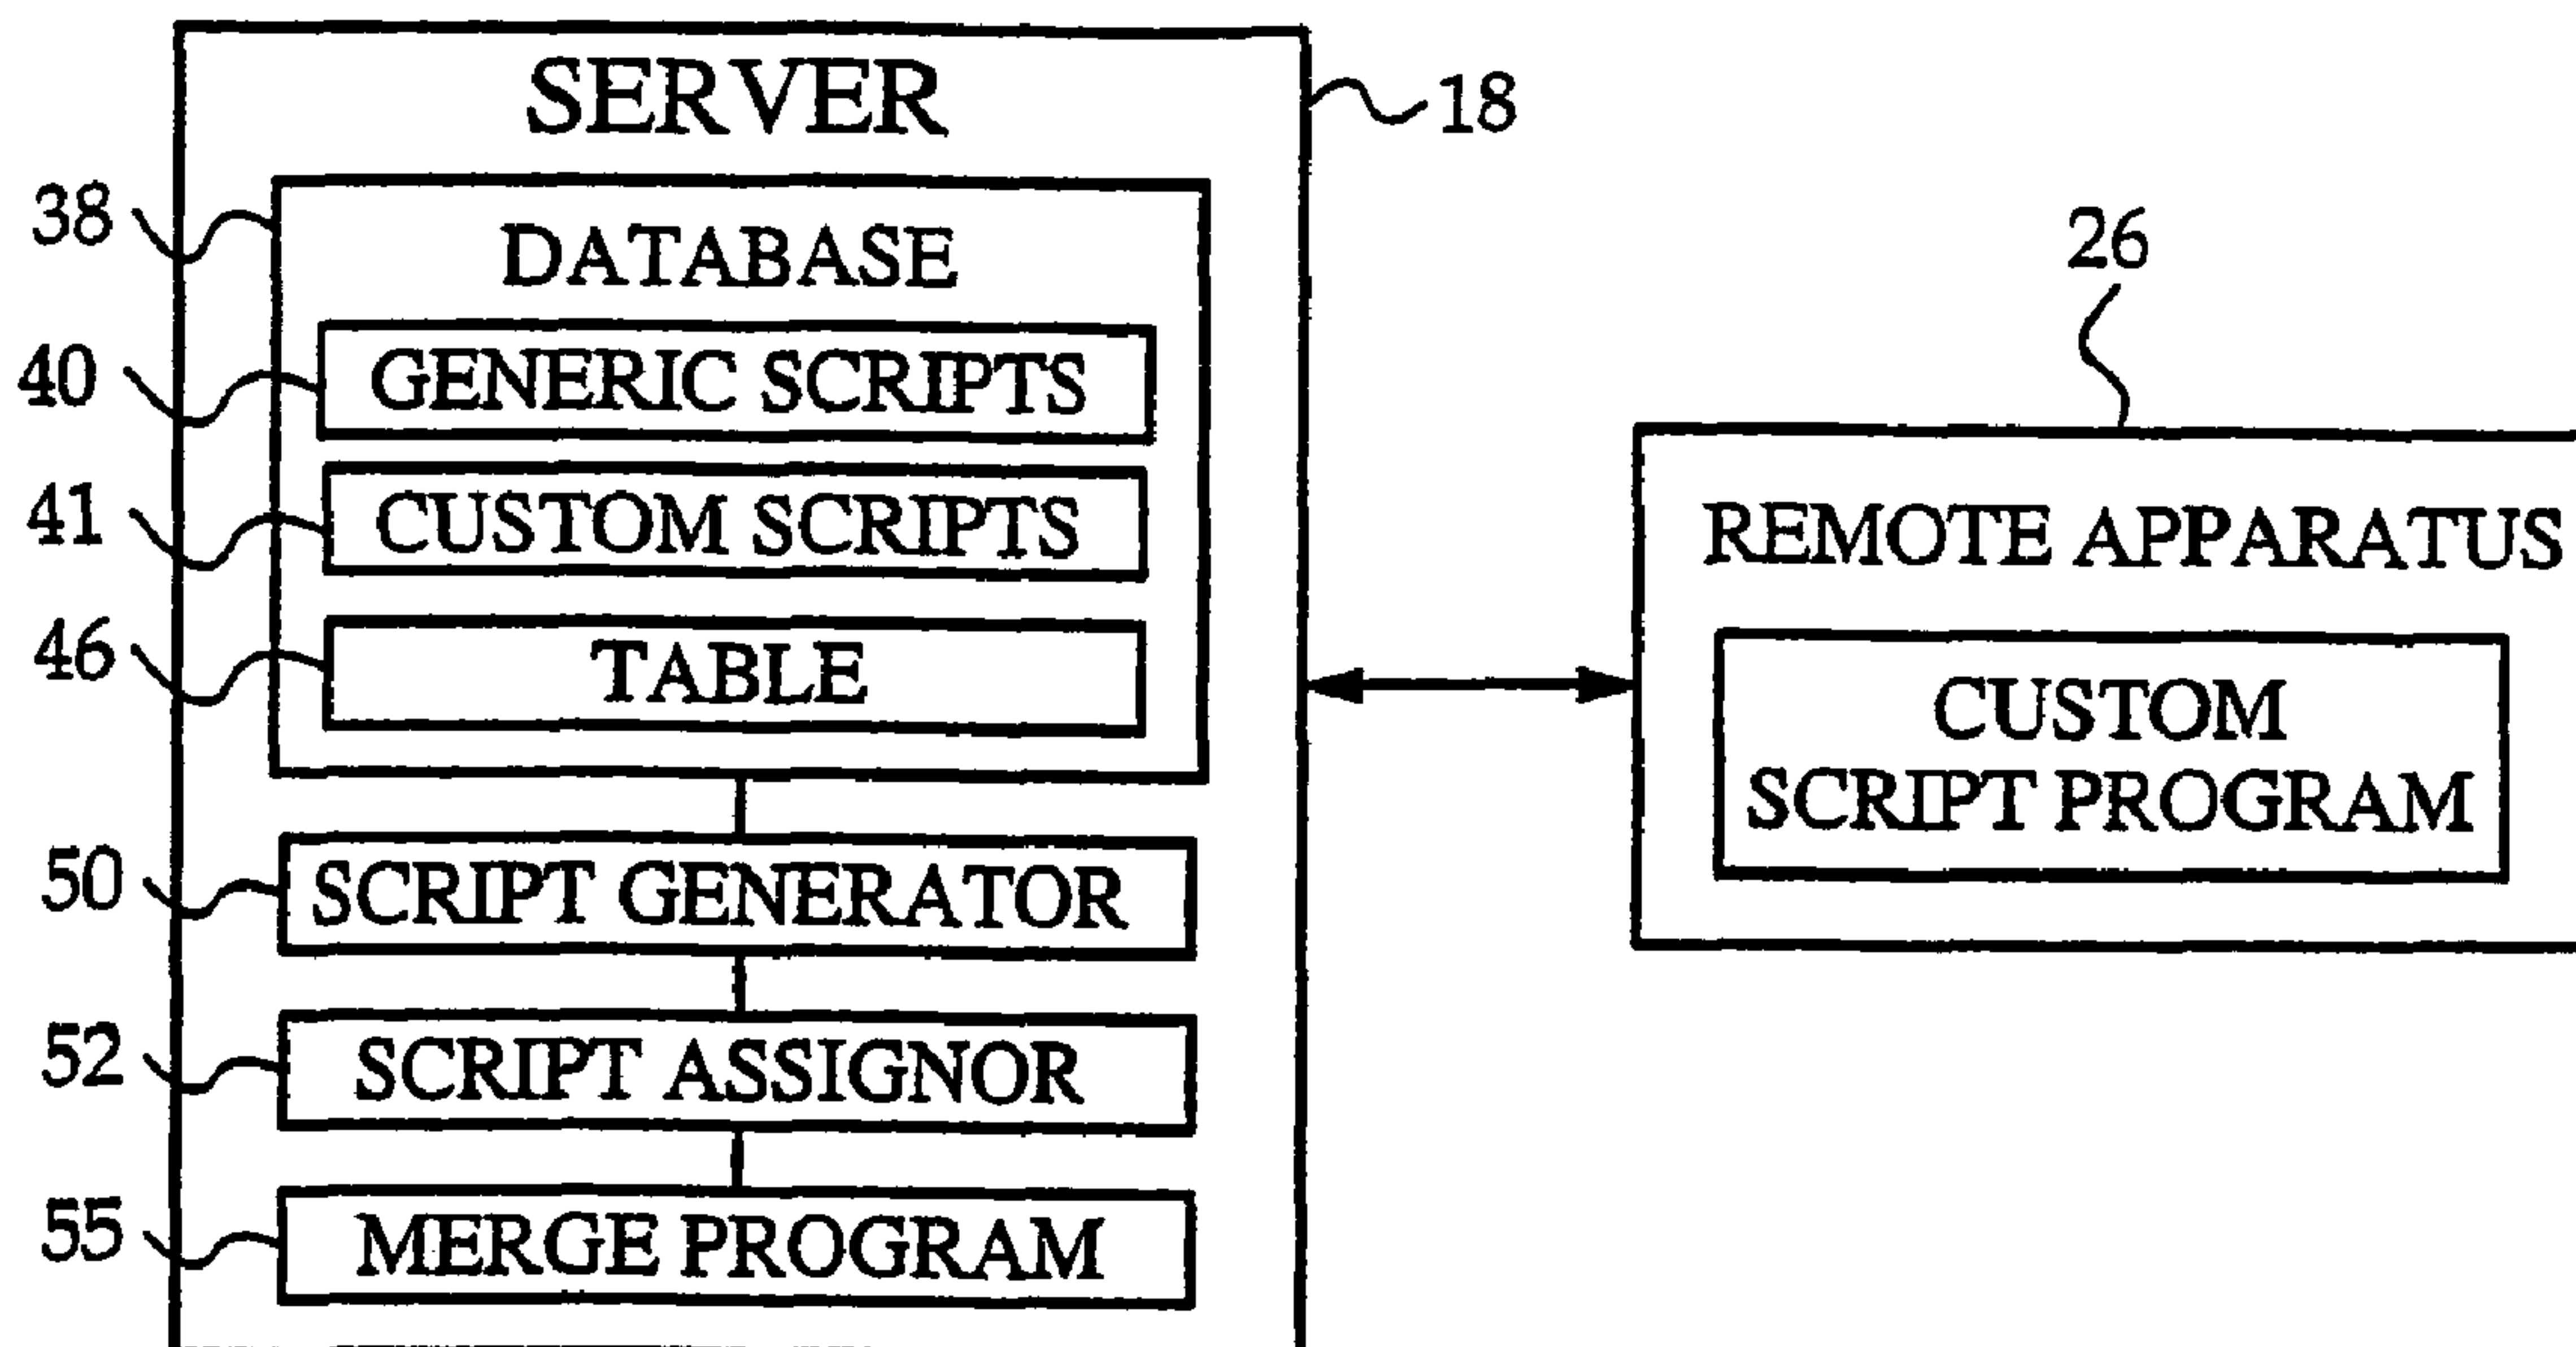 SERVER
18
38
DATABASE
40
GENERIC SCRIPTS
41
CUSTOM SCRIPTS
46
TABLE
50
SCRIPT GENERATOR
52
SCRIPT ASSIGNOR
55
MERGE PROGRAM
26
REMOTE APPARATUS
CUSTOM
SCRIPT PROGRAM